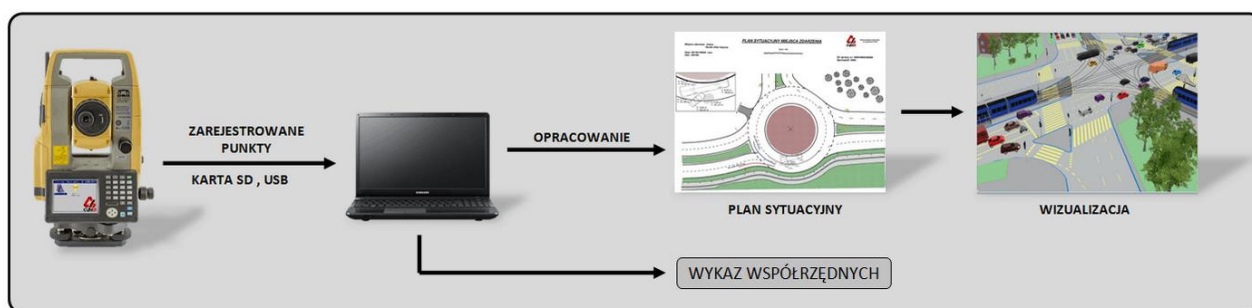 ZAREJESTROWANE
PUNKTY
KARTA SD , USB
OPRACOWANIE
PLAN SYTUACYJNY MIEJSCA ZDARZENIA
PLAN SYTUACYJNY
WIZUALIZACJA
WYKAZ WSPÓŁRZĘDNYCH